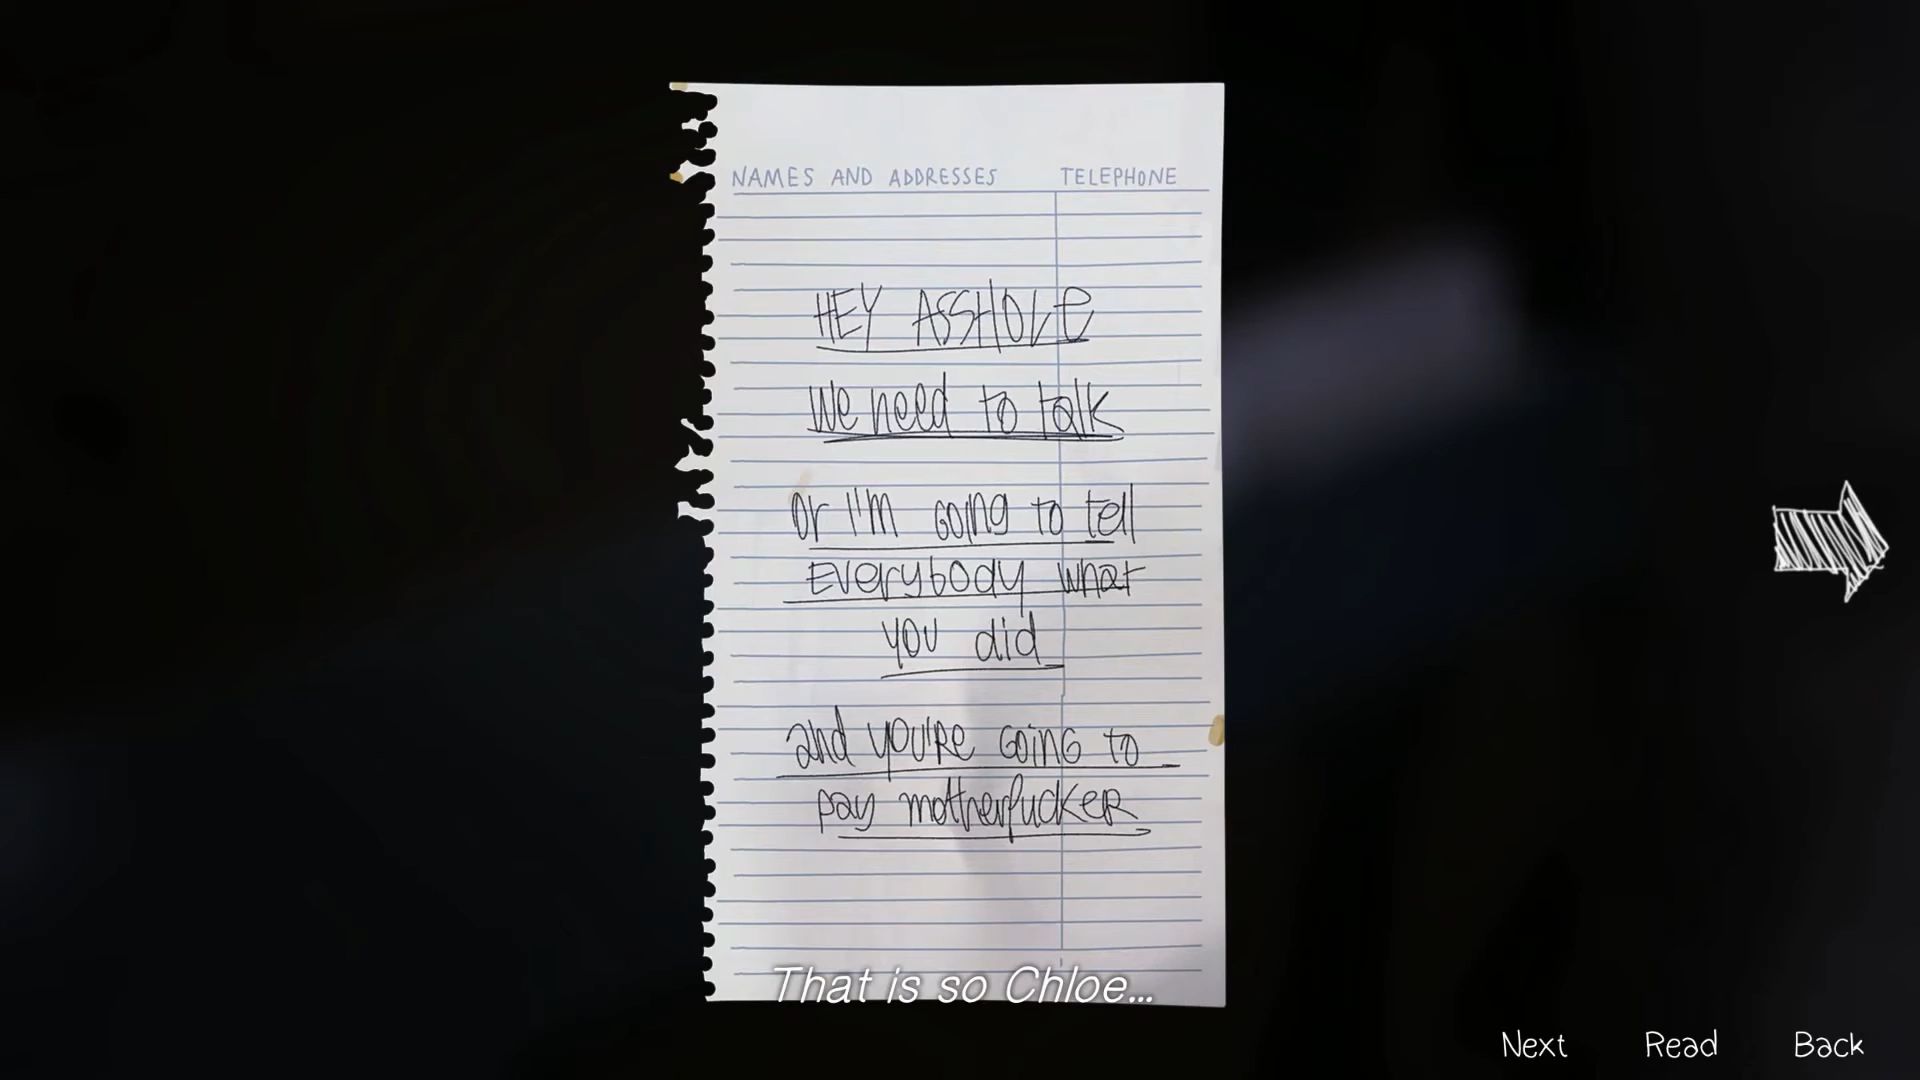 NAMES AND ADDRESSES TELEPHONE
HEY ASSHOLE
We need to talk
or I'm going to tell
Everybody what
you did
and you're going to
pay motherfucker
That is so Chloe...
Next Read Back